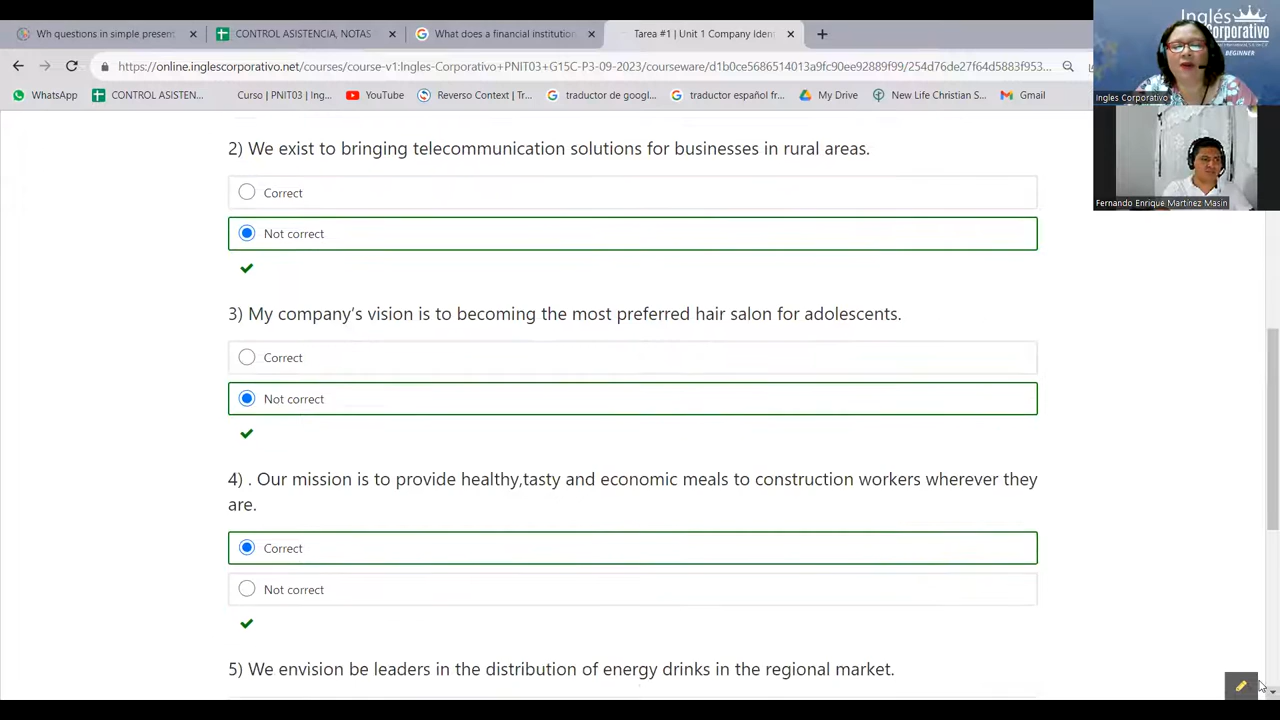 Wh questions in simple present
CONTROL ASISTENCIA, NOTAS
What does a financial institution
Tarea #1 | Unit 1 Company Iden
https://online.inglescorporativo.net/courses/course-v1:Ingles-Corporativo+PNIT03+G15C-P3-09-2023/courseware/d1b0ce5686514013a8fc90ee92889f99/254d76de27f64d5883f953...
WhatsApp
CONTROL ASISTEN...
Curso | PNIT03 | Ing...
YouTube
Reverso Context | Tr...
traductor de googl...
traductor español fr...
My Drive
New Life Christian S...
Gmail
Inglés
Corporativo
BEGINNER
Ingles Corporativo
Fernando Enrique Martinez Masin
2) We exist to bringing telecommunication solutions for businesses in rural areas.
Correct
Not correct
3) My company’s vision is to becoming the most preferred hair salon for adolescents.
Correct
Not correct
4) . Our mission is to provide healthy,tasty and economic meals to construction workers wherever they
are.
Correct
Not correct
5) We envision be leaders in the distribution of energy drinks in the regional market.